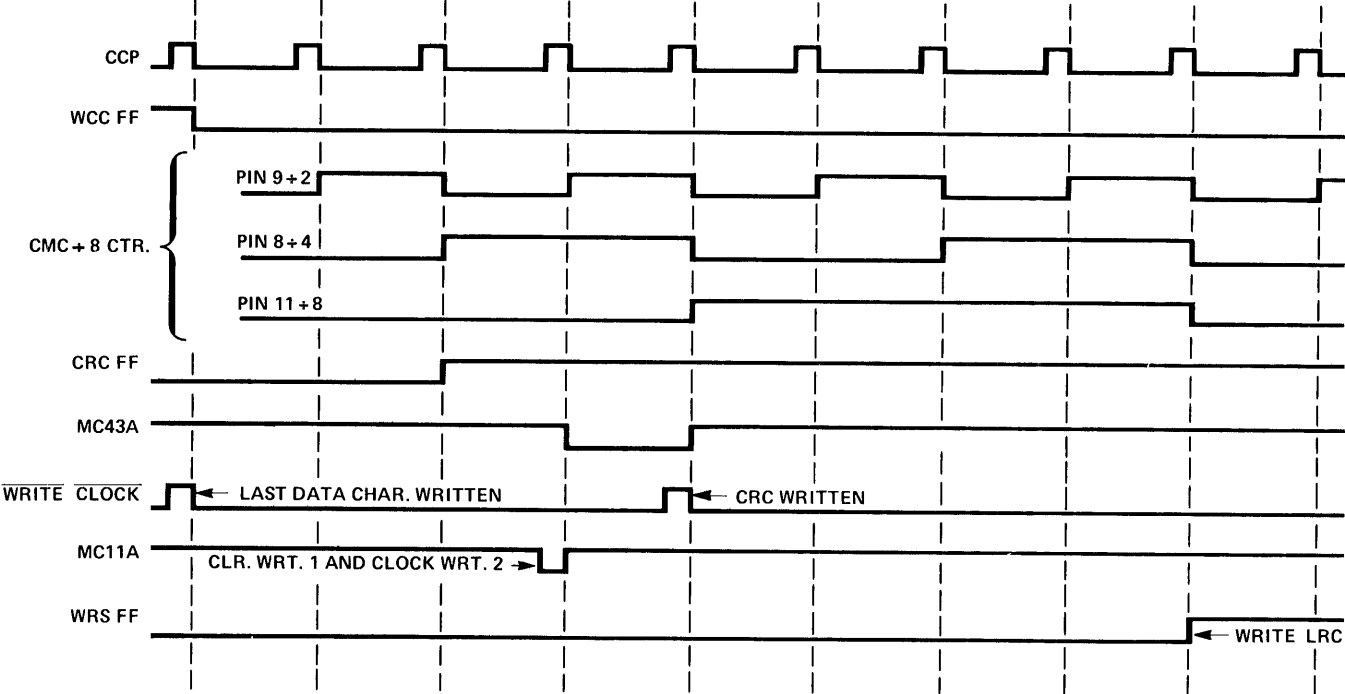 CCP
WCC FF
PIN 9÷2
CMC ÷ 8 CTR.
PIN 8÷4
PIN 11÷8
CRC FF
MC43A
WRITE CLOCK
LAST DATA CHAR. WRITTEN
CRC WRITTEN
MC11A
CLR. WRT. 1 AND CLOCK WRT. 2
WRS FF
WRITE LRC